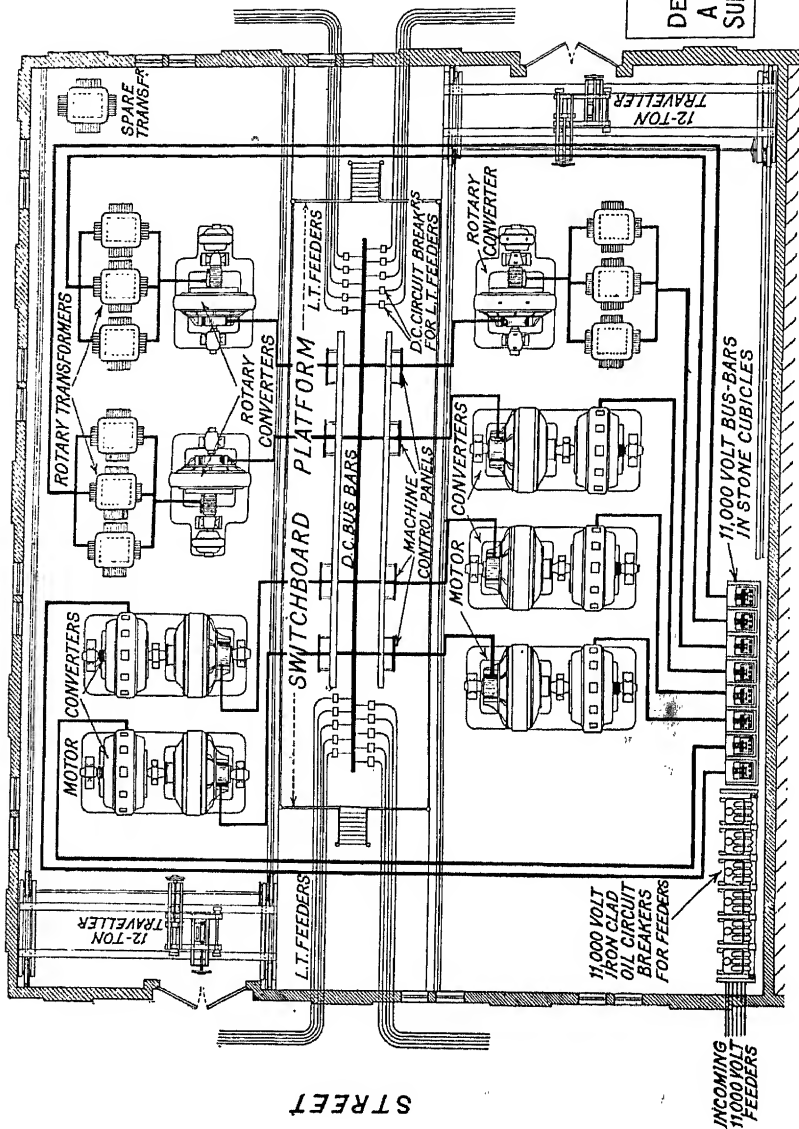 DE
A
SUI
SPARE
TRANSFR
12-TON
TRAVELLER
ROTARY TRANSFORMERS
ROTARY
CONVERTERS
L.T. FEEDERS
D.C. CIRCUIT BREAKRS
FOR L.T. FEEDERS
ROTARY
CONVERTER
SWITCHBOARD PLATFORM
D.C. BUS BARS
MACHINE
CONTROL PANELS
MOTOR CONVERTERS
MOTOR CONVERTERS
11,000 VOLT BUS-BARS
IN STONE CUBICLES
12-TON
TRAVELLER
L.T. FEEDERS
11,000 VOLT
IRON CLAD
OIL CIRCUIT
BREAKERS
FOR FEEDERS
INCOMING
11,000 VOLT
FEEDERS
STREET